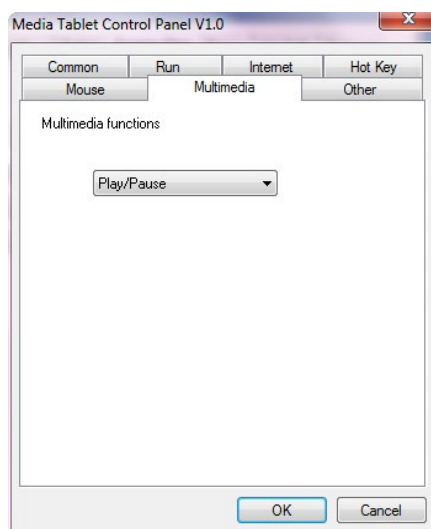 Media Tablet Control Panel V1.0
Common Run Internet Hot Key
Mouse Multimedia Other
Multimedia functions
Play/Pause
OK Cancel